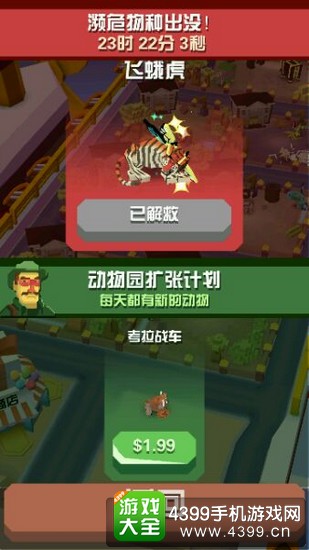 濒危物种出没!
23时 22分 3秒
飞蛾虎
已解救
动物园扩张计划
每天都有新的动物
考拉战车
$1.99
商店
4399
游戏
大全
4399手机游戏网
www.4399.cn